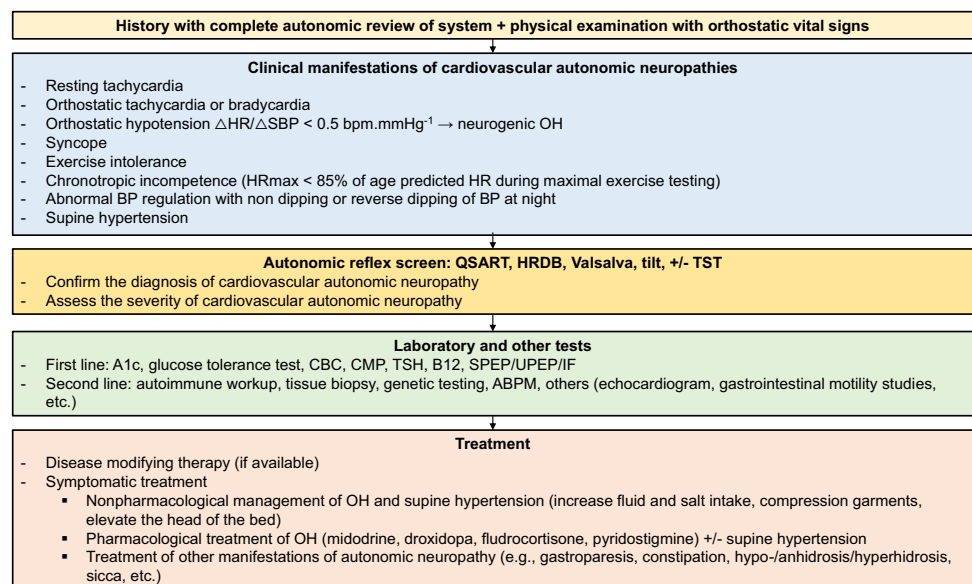 History with complete autonomic review of system + physical examination with orthostatic vital signs
Clinical manifestations of cardiovascular autonomic neuropathies
- Resting tachycardia
- Orthostatic tachycardia or bradycardia
- Orthostatic hypotension △HR/△SBP < 0.5 bpm.mmHg⁻¹ → neurogenic OH
- Syncope
- Exercise intolerance
- Chronotropic incompetence (HRmax < 85% of age predicted HR during maximal exercise testing)
- Abnormal BP regulation with non dipping or reverse dipping of BP at night
- Supine hypertension
Autonomic reflex screen: QSART, HRDB, Valsalva, tilt, +/- TST
- Confirm the diagnosis of cardiovascular autonomic neuropathy
- Assess the severity of cardiovascular autonomic neuropathy
Laboratory and other tests
- First line: A1c, glucose tolerance test, CBC, CMP, TSH, B12, SPEP/UPEP/IF
- Second line: autoimmune workup, tissue biopsy, genetic testing, ABPM, others (echocardiogram, gastrointestinal motility studies,
etc.)
Treatment
- Disease modifying therapy (if available)
- Symptomatic treatment
▪ Nonpharmacological management of OH and supine hypertension (increase fluid and salt intake, compression garments,
elevate the head of the bed)
▪ Pharmacological treatment of OH (midodrine, droxidopa, fludrocortisone, pyridostigmine) +/- supine hypertension
▪ Treatment of other manifestations of autonomic neuropathy (e.g., gastroparesis, constipation, hypo-/anhidrosis/hyperhidrosis,
sicca, etc.)